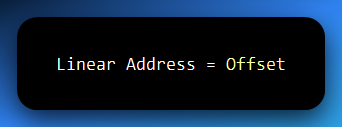 Linear Address = Offset